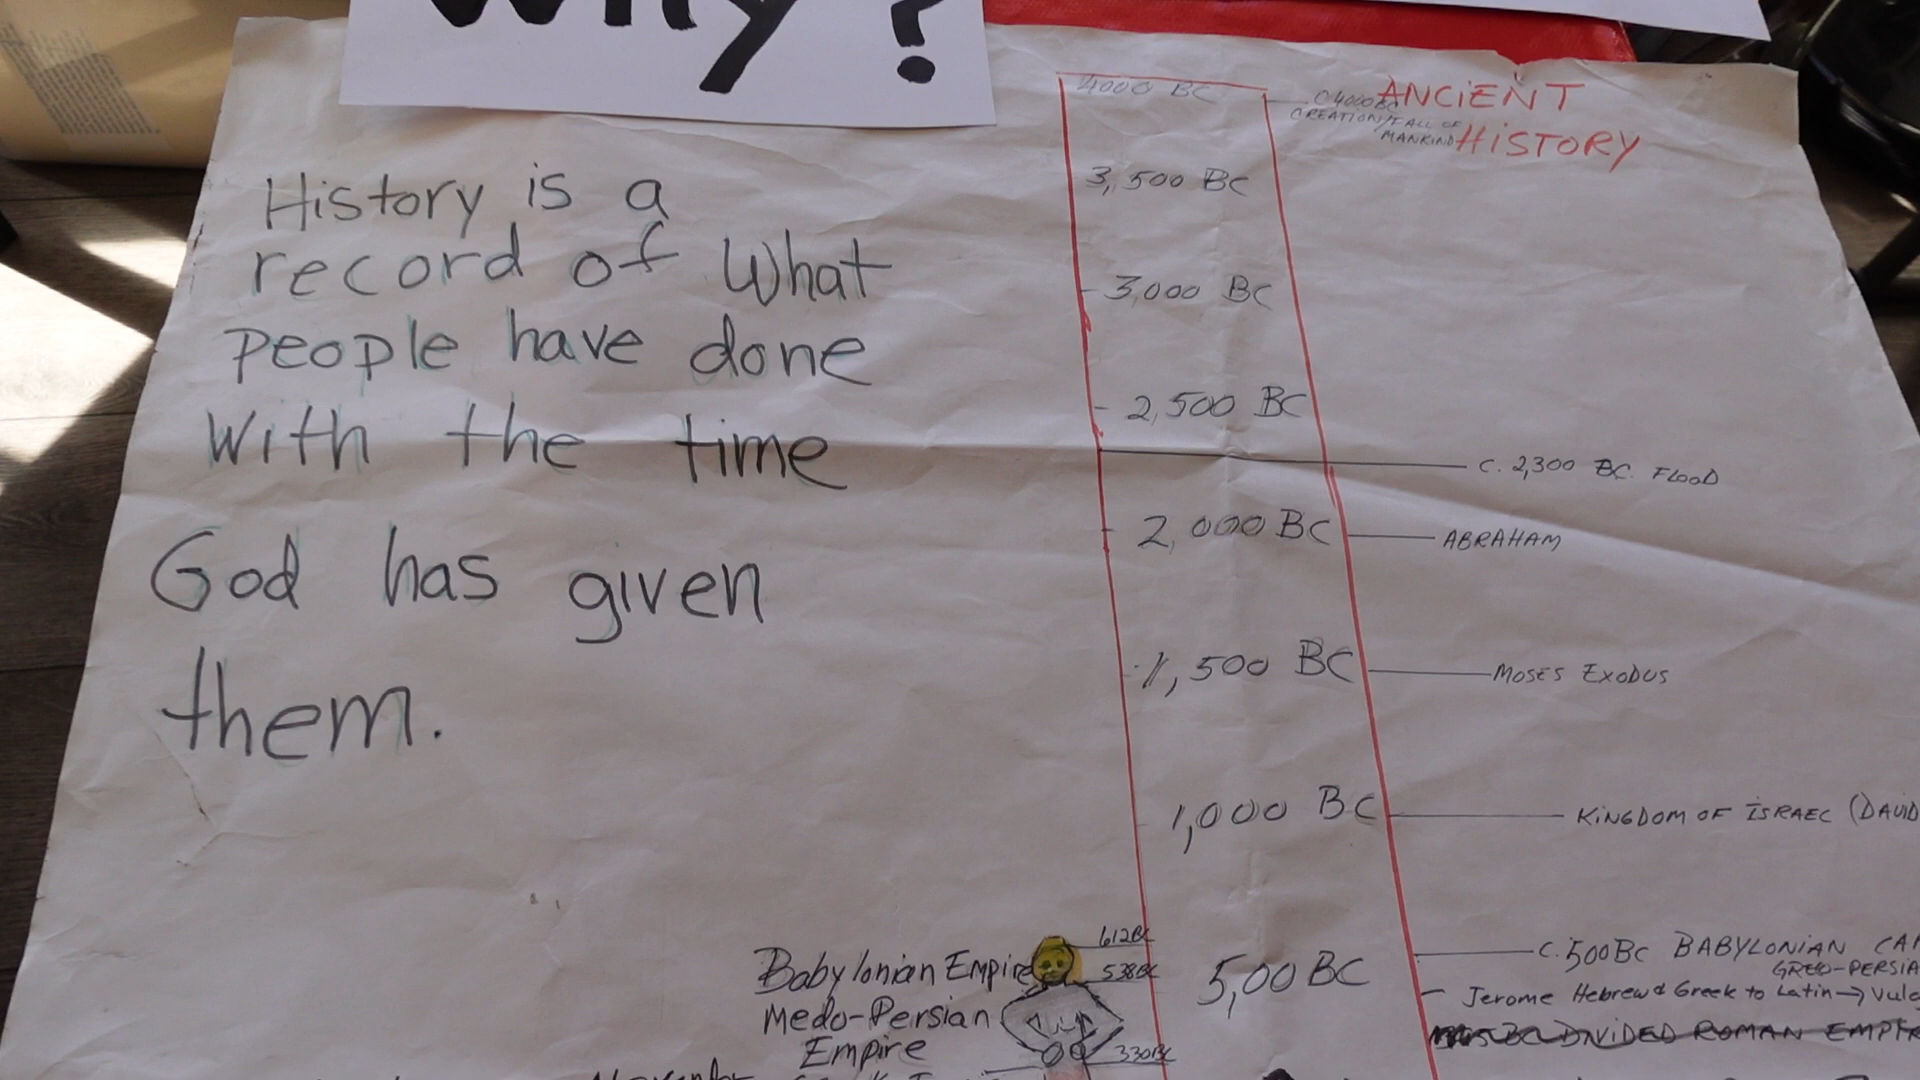 Why?
History is a
record of What
people have done
With the time
God has given
them.
ANCIENT
HISTORY
4000 BC
C 4000 BC
CREATION/FALL OF
MANKIND
3,500 BC
3,000 BC
2,500 BC
C. 2,300 BC. FLOOD
2,000 BC
ABRAHAM
1,500 BC
MOSES EXODUS
1,000 BC
KINGDOM OF ISRAEL (DAVID
612BC
Babylonian Empire
538BC
5,00 BC
C. 500BC BABYLONIAN
GRECO-PERSIA
Jerome Hebrew & Greek to Latin →
DIVIDED ROMAN
Medo-Persian
Empire
330BC